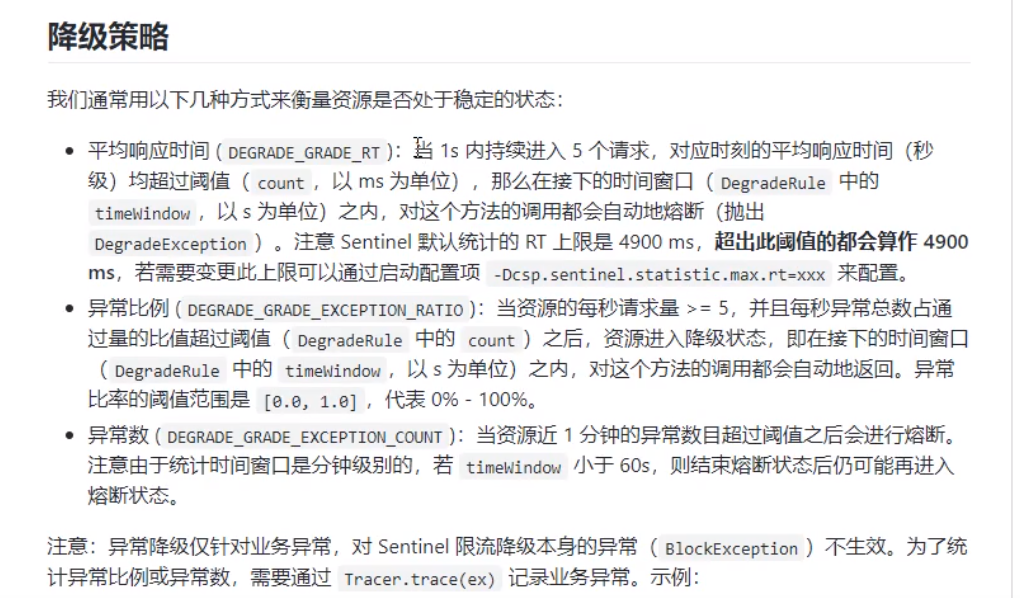 降级策略
我们通常用以下几种方式来衡量资源是否处于稳定的状态：
• 平均响应时间 ( DEGRADE_GRADE_RT )：当 1s 内持续进入 5 个请求，对应时刻的平均响应时间（秒
级）均超过阈值（ count ，以 ms 为单位），那么在接下的时间窗口（ DegradeRule 中的
timeWindow ，以 s 为单位）之内，对这个方法的调用都会自动地熔断（抛出
DegradeException ）。注意 Sentinel 默认统计的 RT 上限是 4900 ms，超出此阈值的都会算作 4900
ms，若需要变更此上限可以通过启动配置项 -Dcsp.sentinel.statistic.max.rt=xxx 来配置。
• 异常比例 ( DEGRADE_GRADE_EXCEPTION_RATIO )：当资源的每秒请求量 >= 5，并且每秒异常总数占通
过量的比值超过阈值（ DegradeRule 中的 count ）之后，资源进入降级状态，即在接下的时间窗口
（ DegradeRule 中的 timeWindow ，以 s 为单位）之内，对这个方法的调用都会自动地返回。异常
比率的阈值范围是 [0.0, 1.0] ，代表 0% - 100%。
• 异常数 ( DEGRADE_GRADE_EXCEPTION_COUNT )：当资源近 1 分钟的异常数目超过阈值之后会进行熔断。
注意由于统计时间窗口是分钟级别的，若 timeWindow 小于 60s，则结束熔断状态后仍可能再进入
熔断状态。
注意：异常降级仅针对业务异常，对 Sentinel 限流降级本身的异常（ BlockException ）不生效。为了统
计异常比例或异常数，需要通过 Tracer.trace(ex) 记录业务异常。示例：